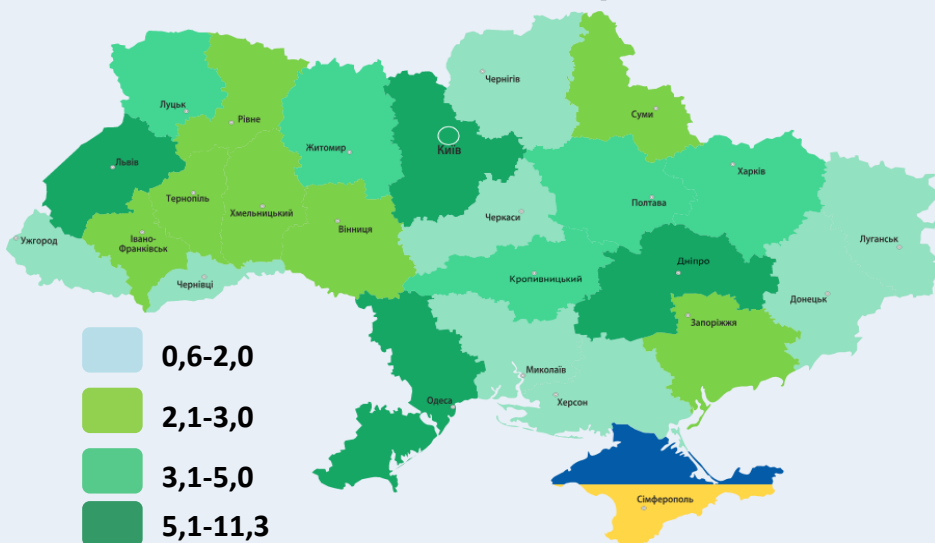 Чернігів
Луцьк
Рівне
Суми
Житомир
Київ
Львів
Харків
Тернопіль
Хмельницький
Полтава
Черкаси
Вінниця
Ужгород
Івано-
Франківськ
Луганськ
Дніпро
Чернівці
Кропивницький
Донецьк
Запоріжжя
0,6-2,0
Миколаїв
Херсон
Одеса
2,1-3,0
3,1-5,0
Сімферополь
5,1-11,3